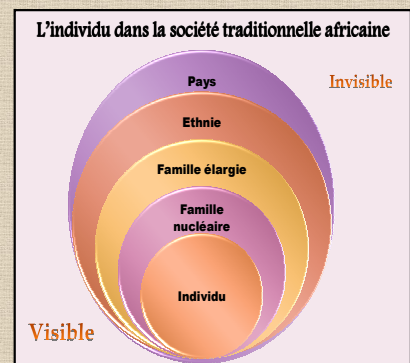 L'individu dans la société traditionnelle africaine
Pays
Invisible
Ethnie
Famille élargie
Famille
nucléaire
Individu
Visible